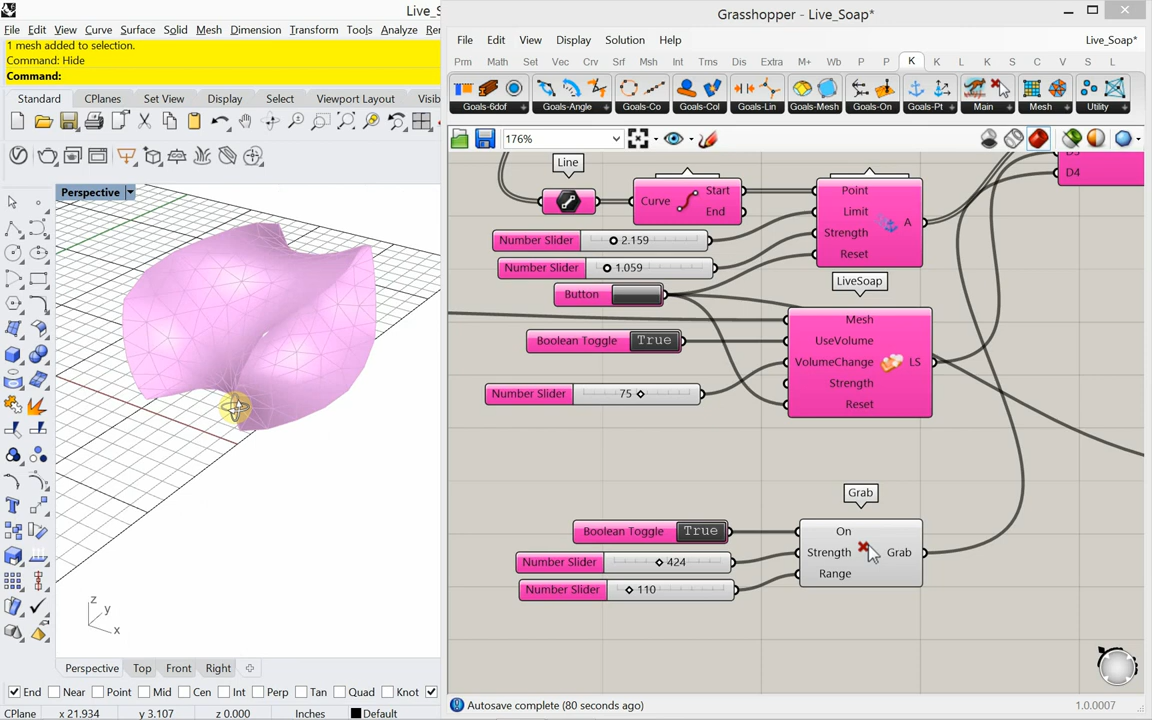 Live_S
Grasshopper - Live_Soap*
File Edit View Curve Surface Solid Mesh Dimension Transform Tools Analyze
File Edit View Display Solution Help
Live_Soap*
1 mesh added to selection.
Command: Hide
Command:
Prm Math Set Vec Crv Srf Msh Int Trns Dis Extra M+ Wb P P K K L L K S C V S L
Standard CPlanes Set View Display Select Viewport Layout Visib
Goals-6dof Goals-Angle Goals-Co Goals-Col Goals-Lin Goals-Mesh Goals-On Goals-Pt Main Mesh Utility
176%
Perspective
Line
Curve Start End
Point Limit Strength Reset A
D4
Number Slider 2.159
Number Slider 1.059
Button
LiveSoap
Boolean Toggle True
Mesh UseVolume VolumeChange Strength Reset LS
Number Slider 75
Grab
Boolean Toggle True
Number Slider 424
Number Slider 110
On Strength Range Grab
z y x
Perspective Top Front Right
End Near Point Mid Cen Int Perp Tan Quad Knot
Autosave complete (80 seconds ago)
1.0.0007
CPlane x 21.934 y 3.107 z 0.000 Inches Default